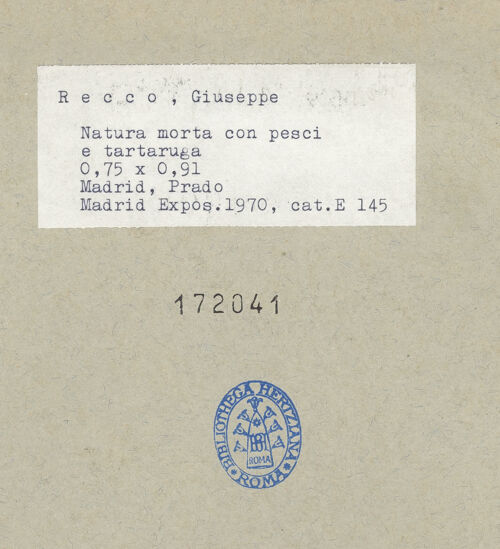 R e c c o , Giuseppe
Natura morta con pesci
e tartaruga
0,75 x 0,91
Madrid, Prado
Madrid Expos.1970, cat.E 145
172041
BIBLIOTHECA HERTZIANA
ROMA
ROMA